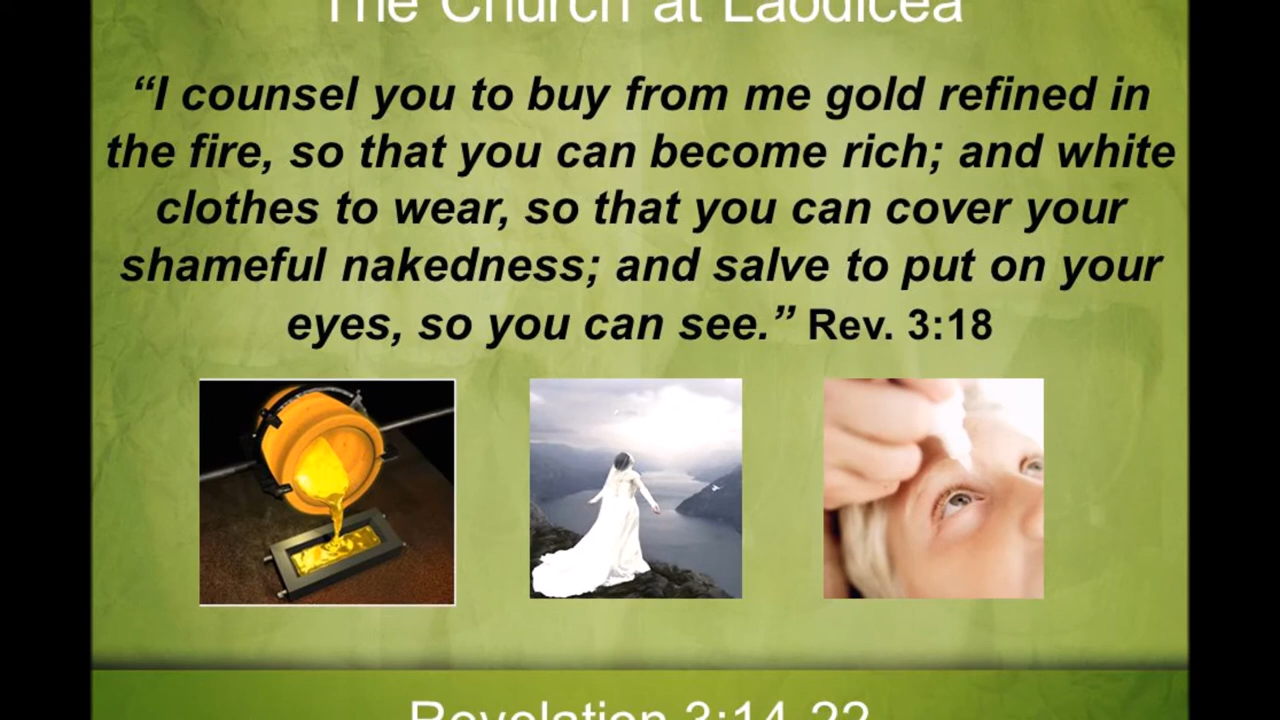 The Church at Laodicea
“I counsel you to buy from me gold refined in
the fire, so that you can become rich; and white
clothes to wear, so that you can cover your
shameful nakedness; and salve to put on your
eyes, so you can see.” Rev. 3:18
Revelation 3:14-22